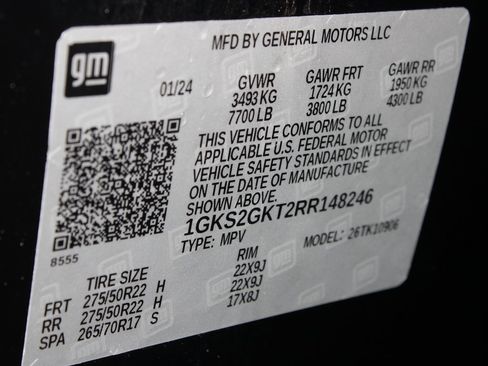 gm
MFD BY GENERAL MOTORS LLC
01/24
GVWR GAWR FRT GAWR RR
3493 KG 1724 KG 1950 KG
7700 LB 3800 LB 4300 LB
THIS VEHICLE CONFORMS TO ALL
APPLICABLE U.S. FEDERAL MOTOR
VEHICLE SAFETY STANDARDS IN EFFECT
ON THE DATE OF MANUFACTURE
SHOWN ABOVE.
1GKS2GKT2RR148246
TYPE: MPV MODEL: 26TK10906
8555
TIRE SIZE RIM
FRT 275/50R22 H 22X9J
RR 275/50R22 H 22X9J
SPA 265/70R17 S 17X8J